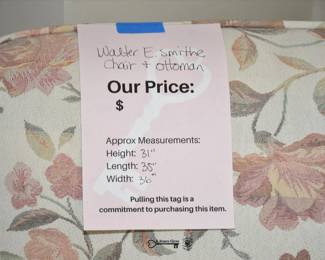 Walter E. Smithe
Chair & Ottoman
Our Price:
$
Approx Measurements:
Height: 31"
Length: 35"
Width: 36"
Pulling this tag is a
commitment to purchasing this item.